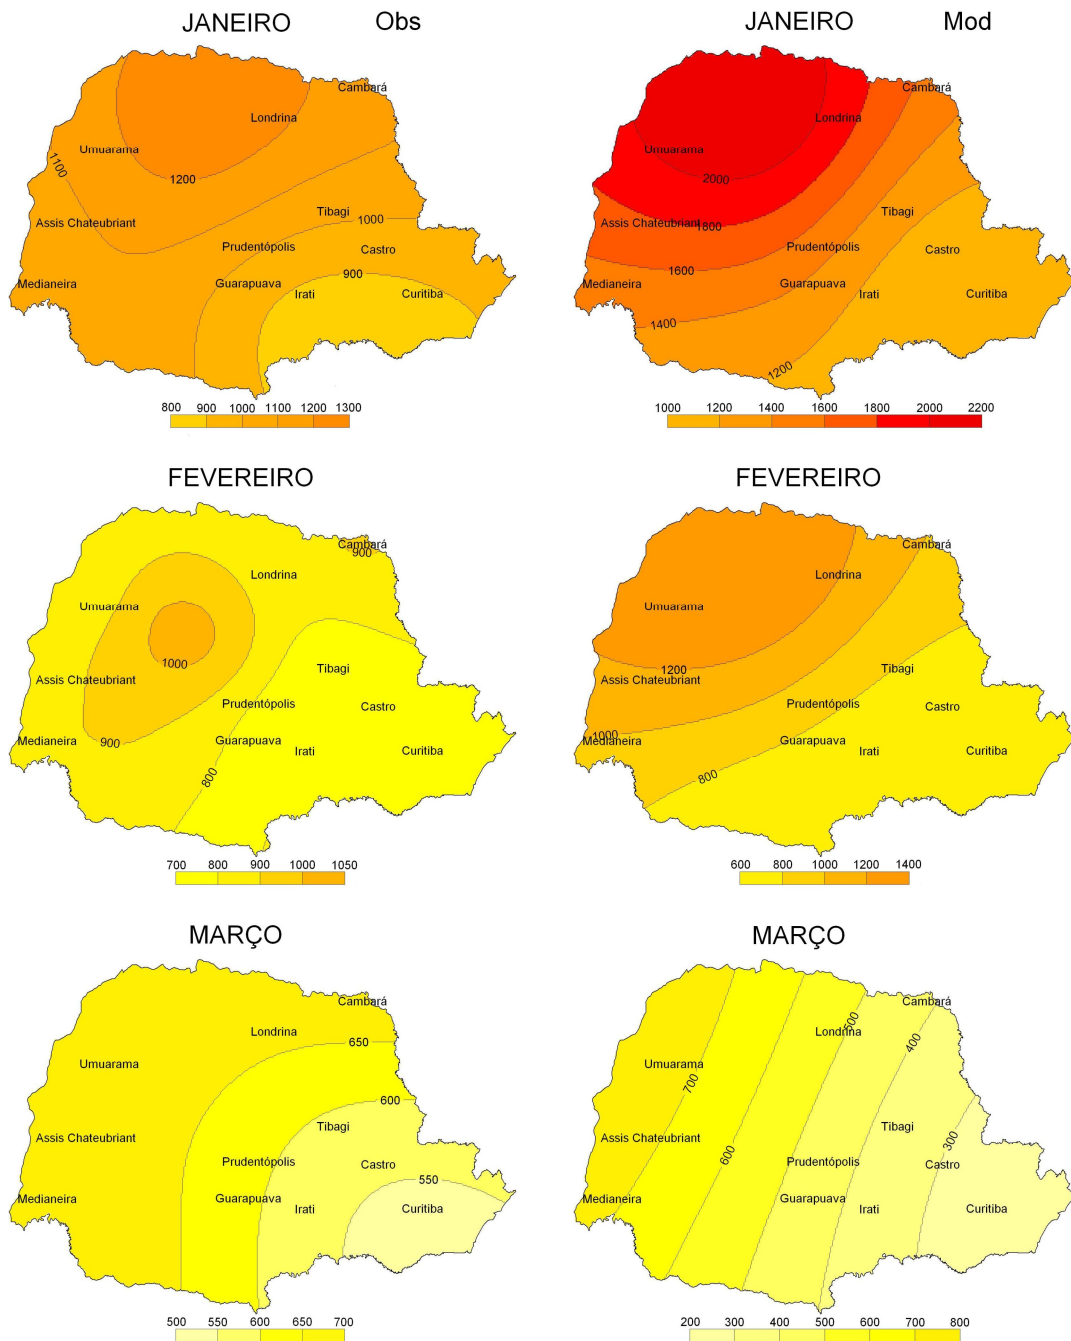 JANEIRO Obs
Cambará
Londrina
Umuarama
1100
1200
Assis Chateubriant
Tibagi
1000
Prudentópolis
Castro
900
Medianeira
Guarapuava
Irati
Curitiba
800 900 1000 1100 1200 1300
JANEIRO Mod
Cambará
Londrina
Umuarama
2000
Assis Chateubriant
1800
Tibagi
Prudentópolis
Castro
1600
Medianeira
Guarapuava
Irati
Curitiba
1400
1200
1000 1200 1400 1600 1800 2000 2200
FEVEREIRO
Cambará
900
Londrina
Umuarama
1000
Assis Chateubriant
Tibagi
Prudentópolis
Castro
Medianeira
900
Guarapuava
Irati
Curitiba
800
700 800 900 1000 1050
FEVEREIRO
Cambará
Londrina
Umuarama
1200
Assis Chateubriant
Tibagi
Prudentópolis
Castro
1000
Medianeira
Guarapuava
Irati
Curitiba
800
600 800 1000 1200 1400
MARÇO
Cambará
Londrina
650
Umuarama
600
Assis Chateubriant
Tibagi
Prudentópolis
Castro
550
Medianeira
Guarapuava
Irati
Curitiba
500 550 600 650 700
MARÇO
Cambará
Londrina
500
400
Umuarama
700
Assis Chateubriant
Tibagi
300
600
Prudentópolis
Castro
Medianeira
Guarapuava
Irati
Curitiba
200 300 400 500 600 700 800